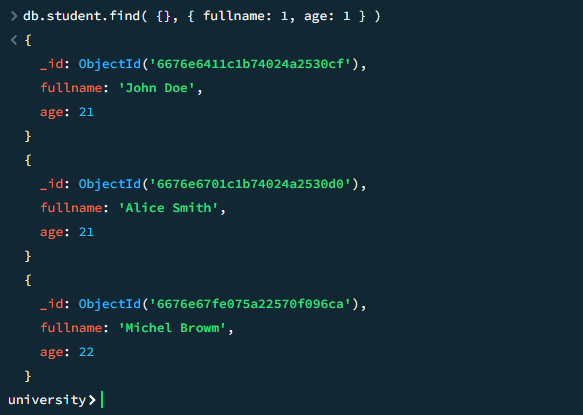 > db.student.find( {}, { fullname: 1, age: 1 } )
< {
_id: ObjectId('6676e6411c1b74024a2530cf'),
fullname: 'John Doe',
age: 21
}
{
_id: ObjectId('6676e6701c1b74024a2530d0'),
fullname: 'Alice Smith',
age: 21
}
{
_id: ObjectId('6676e67fe075a22570f096ca'),
fullname: 'Michel Browm',
age: 22
}
university>